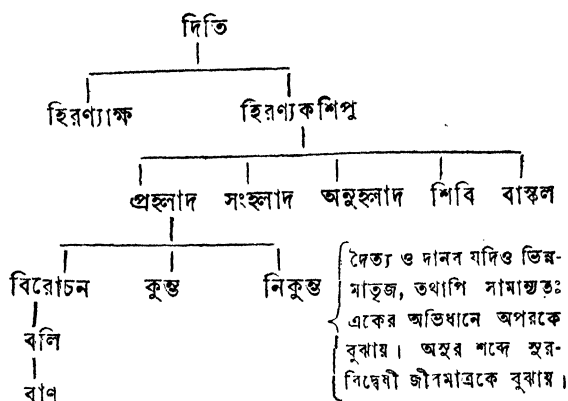 দিতি
হিরণ্যাক্ষ হিরণ্যকশিপু
প্রহ্লাদ সংহ্লাদ অনুহ্লাদ শিবি বাস্কল
বিরোচন কুম্ভ নিকুম্ভ
বলি
বাণ
দৈত্য ও দানব যদিও ভিন্ন-
মাতৃজ, তথাপি সামান্যতঃ
একের অভিধানে অপরকে
বুঝায়। অসুর শব্দে সুর-
বিদ্বেষী জীবমাত্রকে বুঝায়।